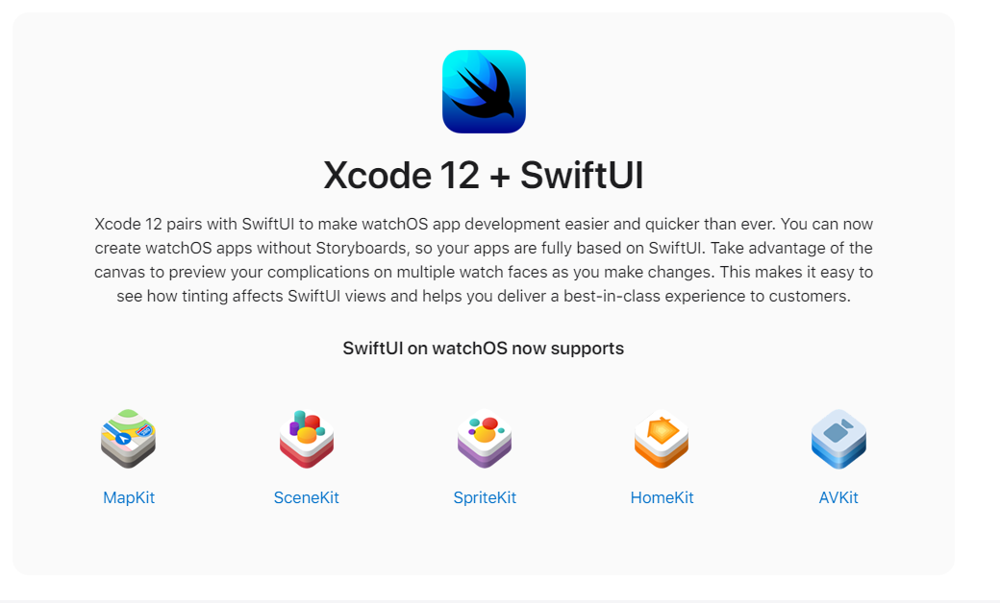 Xcode 12 + SwiftUI
Xcode 12 pairs with SwiftUI to make watchOS app development easier and quicker than ever. You can now
create watchOS apps without Storyboards, so your apps are fully based on SwiftUI. Take advantage of the
canvas to preview your complications on multiple watch faces as you make changes. This makes it easy to
see how tinting affects SwiftUI views and helps you deliver a best-in-class experience to customers.
SwiftUI on watchOS now supports
MapKit
SceneKit
SpriteKit
HomeKit
AVKit